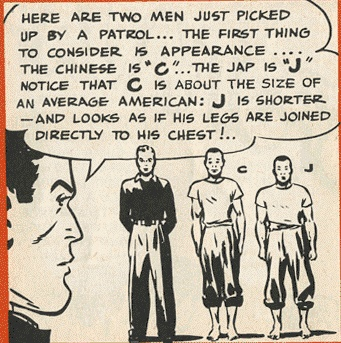 HERE ARE TWO MEN JUST PICKED
UP BY A PATROL... THE FIRST THING
TO CONSIDER IS APPEARANCE ....
THE CHINESE IS "C"...THE JAP IS "J"
NOTICE THAT C IS ABOUT THE SIZE OF
AN AVERAGE AMERICAN: J IS SHORTER
—AND LOOKS AS IF HIS LEGS ARE JOINED
DIRECTLY TO HIS CHEST!..
C J